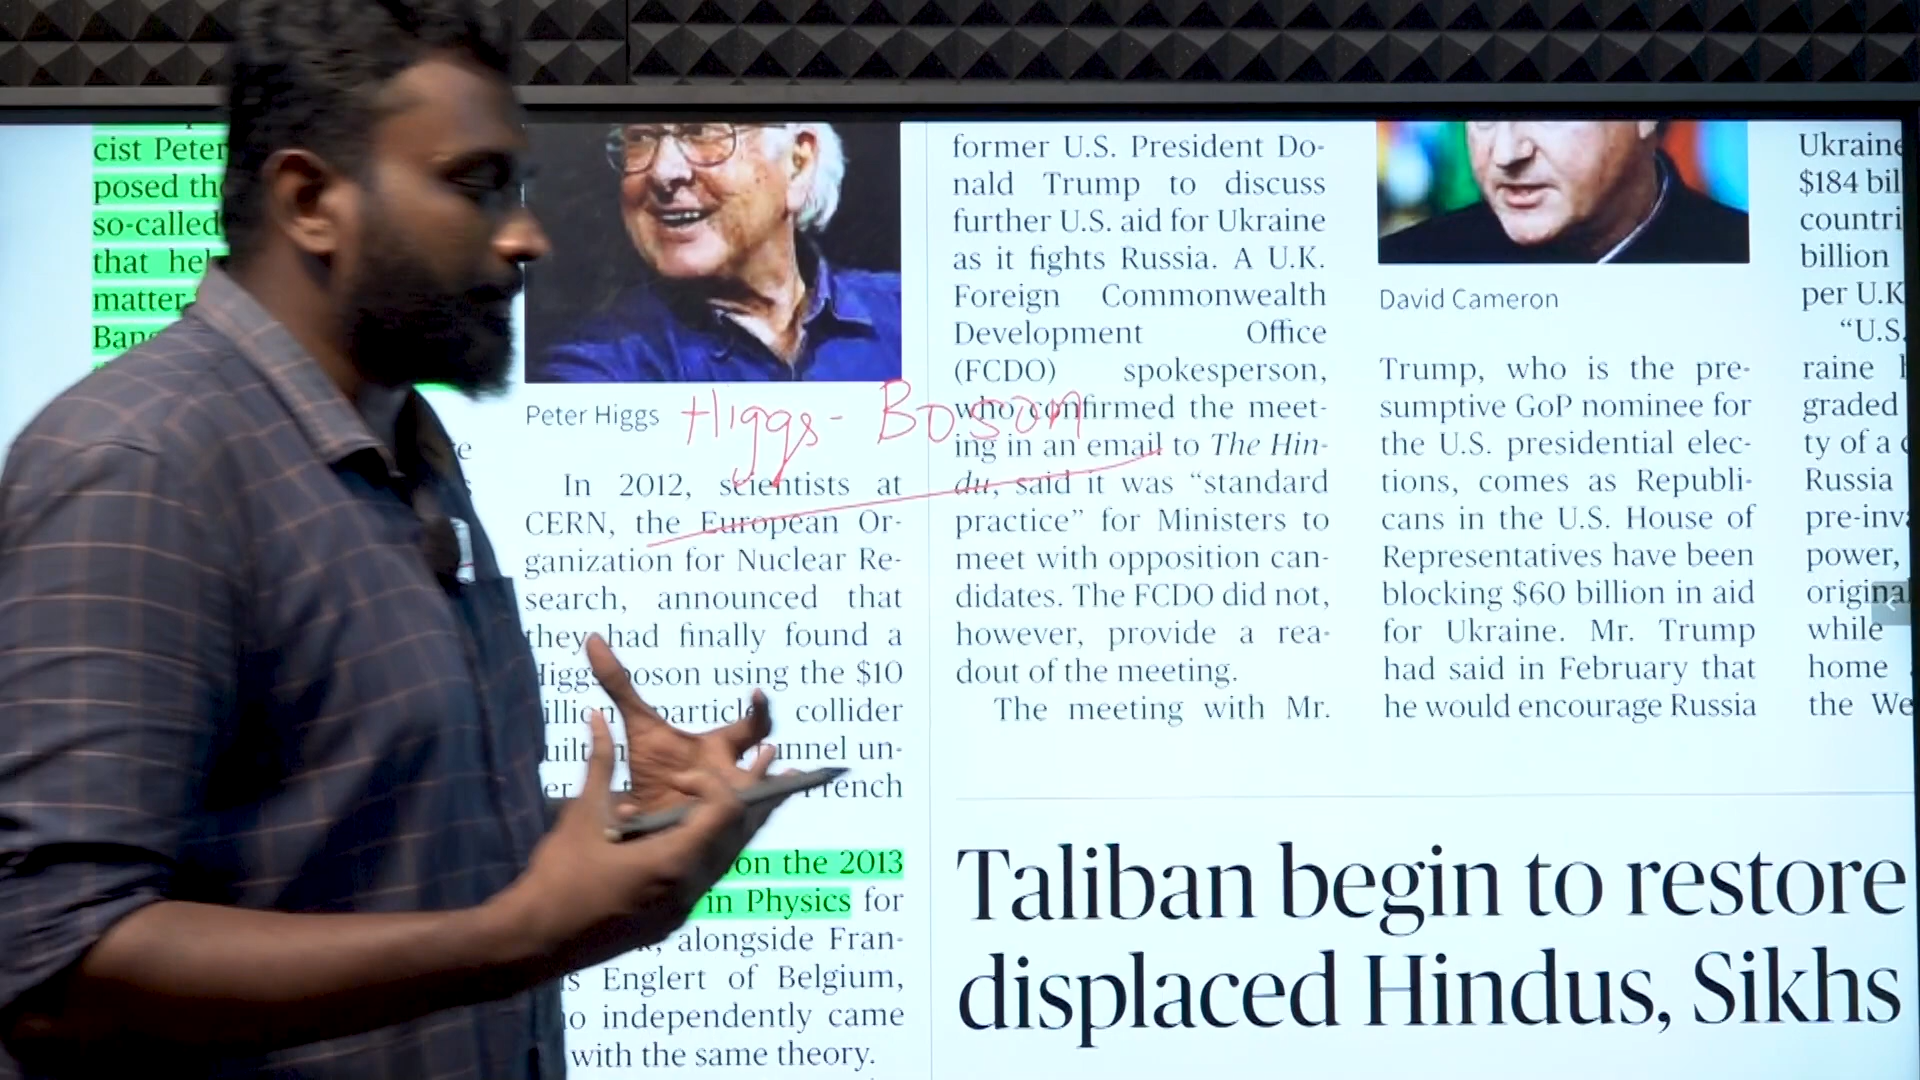 cist Peter
posed the
so-called
that hel
matter
Bang
Peter Higgs
Higgs-Boson
In 2012, scientists at
CERN, the European Or-
ganization for Nuclear Re-
search, announced that
they had finally found a
Higgs boson using the $10
particle collider
tunnel un-
French
on the 2013
in Physics for
alongside Fran-
Englert of Belgium,
independently came
with the same theory.
former U.S. President Do-
nald Trump to discuss
further U.S. aid for Ukraine
as it fights Russia. A U.K.
Foreign Commonwealth
Development Office
(FCDO) spokesperson,
who confirmed the meet-
ing in an email to The Hin-
du, said it was “standard
practice” for Ministers to
meet with opposition can-
didates. The FCDO did not,
however, provide a rea-
dout of the meeting.
The meeting with Mr.
David Cameron
Trump, who is the pre-
sumptive GoP nominee for
the U.S. presidential elec-
tions, comes as Republi-
cans in the U.S. House of
Representatives have been
blocking $60 billion in aid
for Ukraine. Mr. Trump
had said in February that
he would encourage Russia
Ukraine
$184 bil
countri
billion
per U.K
“U.S.
raine
graded
ty of a
Russia
pre-inva
power,
original
while
home
the We
Taliban begin to restore
displaced Hindus, Sikhs